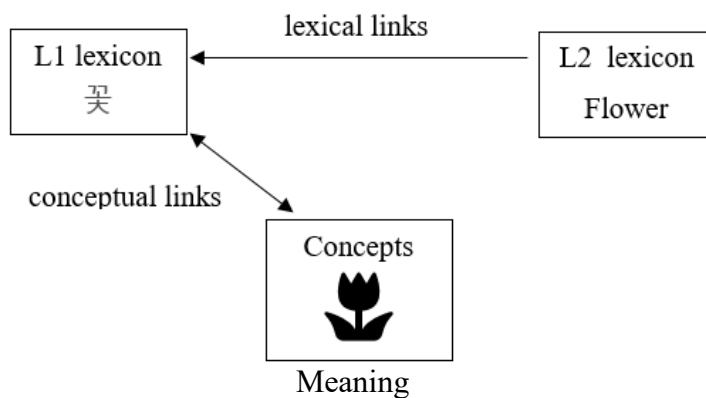 lexical links
L1 lexicon
꽃
L2 lexicon
Flower
conceptual links
Concepts
Meaning